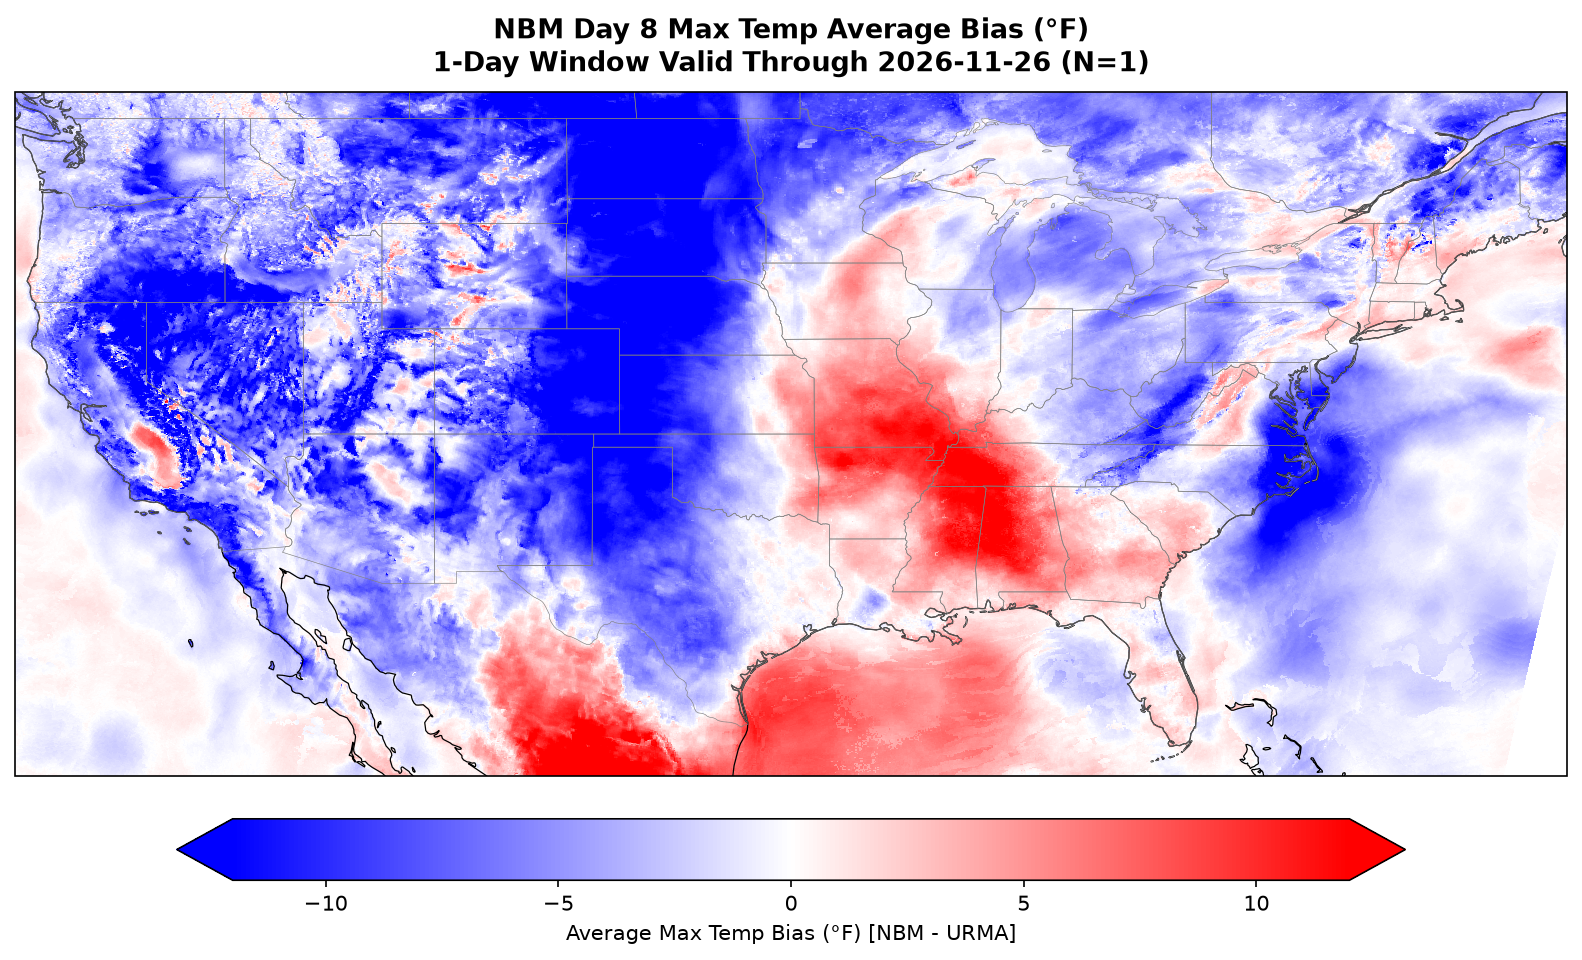 NBM Day 8 Max Temp Average Bias (°F)
1-Day Window Valid Through 2026-11-26 (N=1)
−10 −5 0 5 10
Average Max Temp Bias (°F) [NBM - URMA]